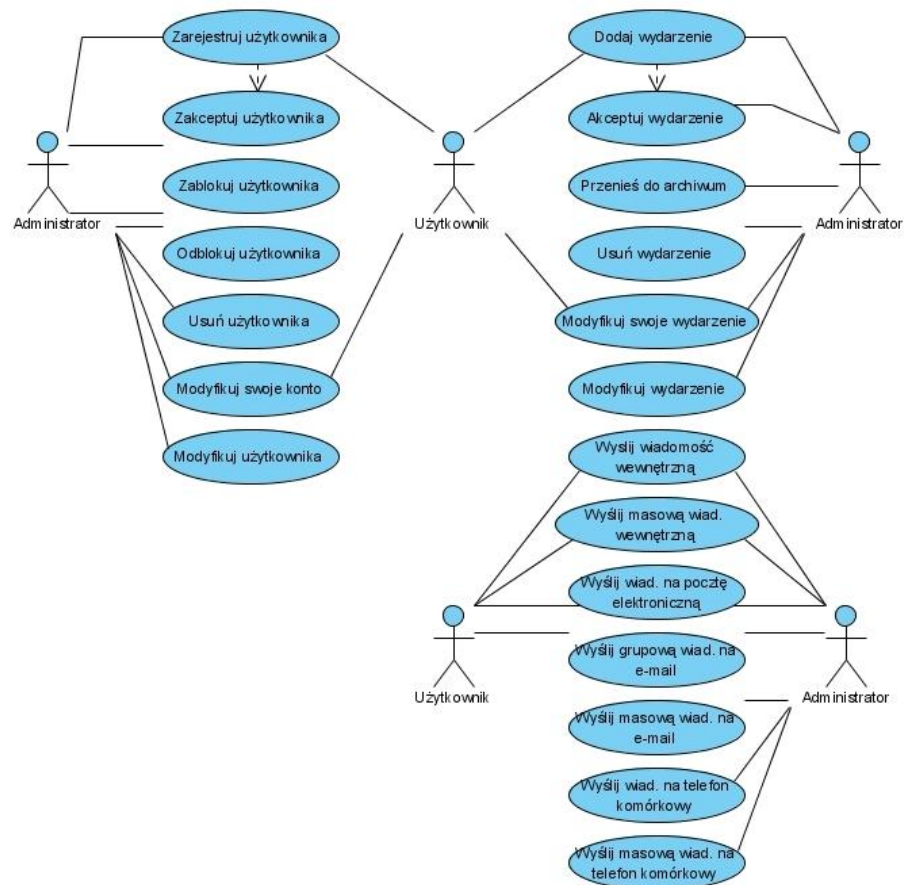 Zarejestruj użytkownika
Zakceptuj użytkownika
Zablokuj użytkownika
Odblokuj użytkownika
Usuń użytkownika
Modyfikuj swoje konto
Modyfikuj użytkownika
Administrator
Użytkownik
Dodaj wydarzenie
Akceptuj wydarzenie
Przenieś do archiwum
Usuń wydarzenie
Modyfikuj swoje wydarzenie
Modyfikuj wydarzenie
Administrator
Wyslij wiadomość
wewnętrzną
Wyślij masową wiad.
wewnętrzną
Wyślij wiad. na pocztę
elektroniczną
Wyślij grupową wiad. na
e-mail
Wyślij masową wiad. na
e-mail
Wyślij wiad. na telefon
komórkowy
Wyślij masową wiad. na
telefon komórkowy
Użytkownik
Administrator